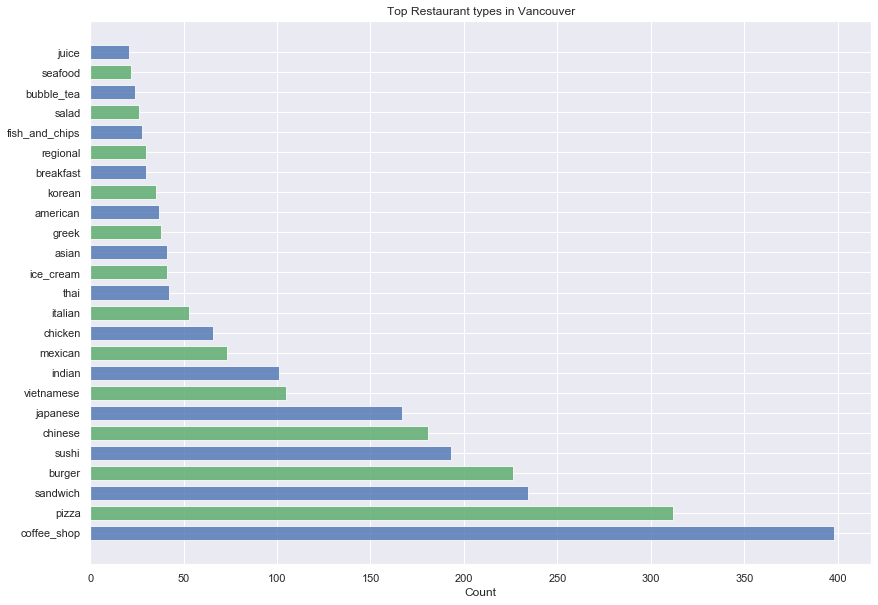 Top Restaurant types in Vancouver
juice
seafood
bubble_tea
salad
fish_and_chips
regional
breakfast
korean
american
greek
asian
ice_cream
thai
italian
chicken
mexican
indian
vietnamese
japanese
chinese
sushi
burger
sandwich
pizza
coffee_shop
0 50 100 150 200 250 300 350 400
Count